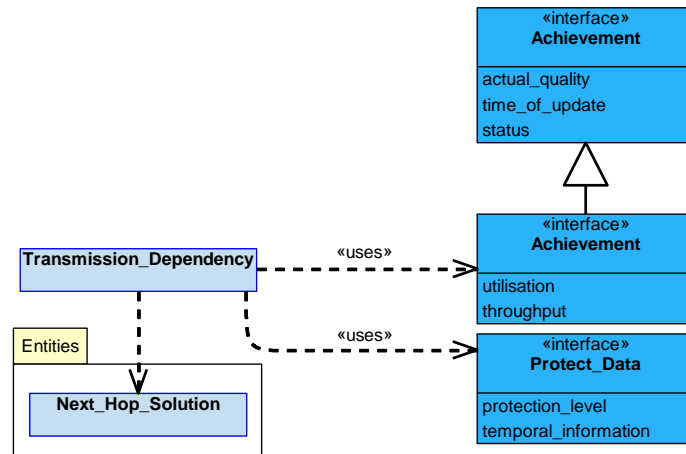 «interface»
Achievement
actual_quality
time_of_update
status
«interface»
Achievement
utilisation
throughput
Transmission_Dependency
«uses»
«uses»
«interface»
Protect_Data
protection_level
temporal_information
Entities
Next_Hop_Solution